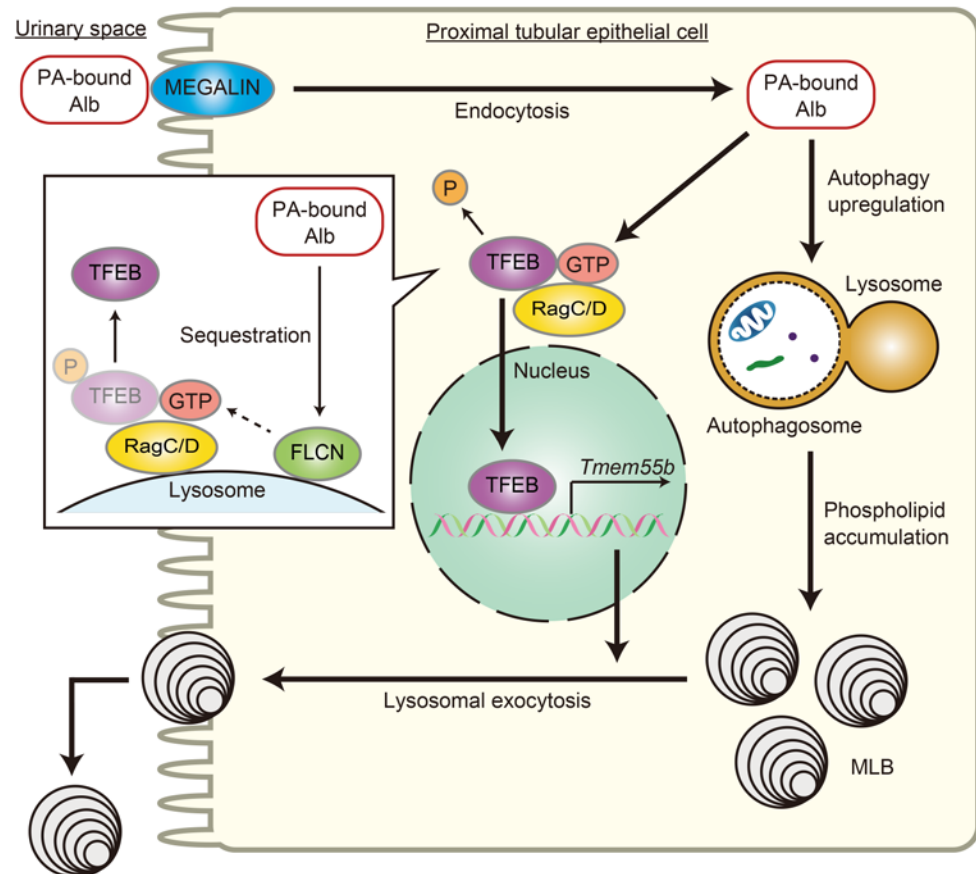 Urinary space
Proximal tubular epithelial cell
PA-bound
Alb
MEGALIN
Endocytosis
PA-bound
Alb
Autophagy
upregulation
P
TFEB
GTP
RagC/D
PA-bound
Alb
TFEB
Sequestration
P
TFEB
GTP
RagC/D
FLCN
Lysosome
Lysosome
Autophagosome
Nucleus
TFEB
Tmem55b
Phospholipid
accumulation
Lysosomal exocytosis
MLB